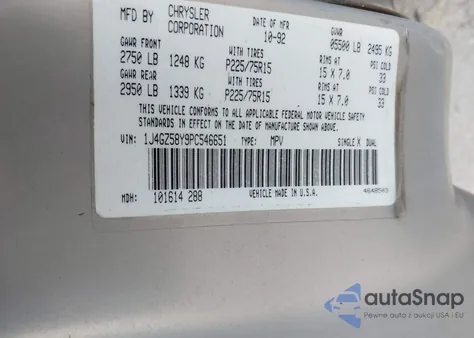 MFD BY CHRYSLER CORPORATION DATE OF MFR 10-92 GVWR 05500 LB 2495 KG
GAWR FRONT WITH TIRES RIMS AT PSI COLD
2750 LB 1248 KG P225/75R15 15 X 7.0 33
GAWR REAR WITH TIRES RIMS AT PSI COLD
2950 LB 1339 KG P225/75R15 15 X 7.0 33
THIS VEHICLE CONFORMS TO ALL APPLICABLE FEDERAL MOTOR VEHICLE SAFETY
STANDARDS IN EFFECT ON THE DATE OF MANUFACTURE SHOWN ABOVE.
VIN: 1J4GZ58Y9PC546651 TYPE: MPV SINGLE X DUAL
MDH: 101614 288 VEHICLE MADE IN U.S.A.
autoSnap
Pewne auta z aukcji USA i EU